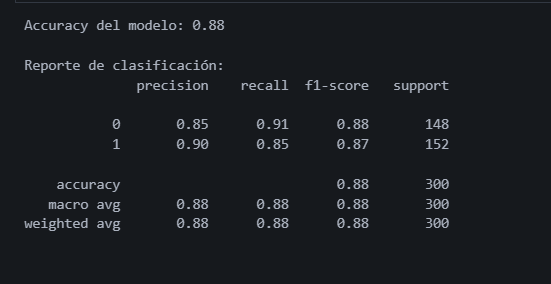 Accuracy del modelo: 0.88
Reporte de clasificación:
precision recall f1-score support
0 0.85 0.91 0.88 148
1 0.90 0.85 0.87 152
accuracy 0.88 300
macro avg 0.88 0.88 0.88 300
weighted avg 0.88 0.88 0.88 300